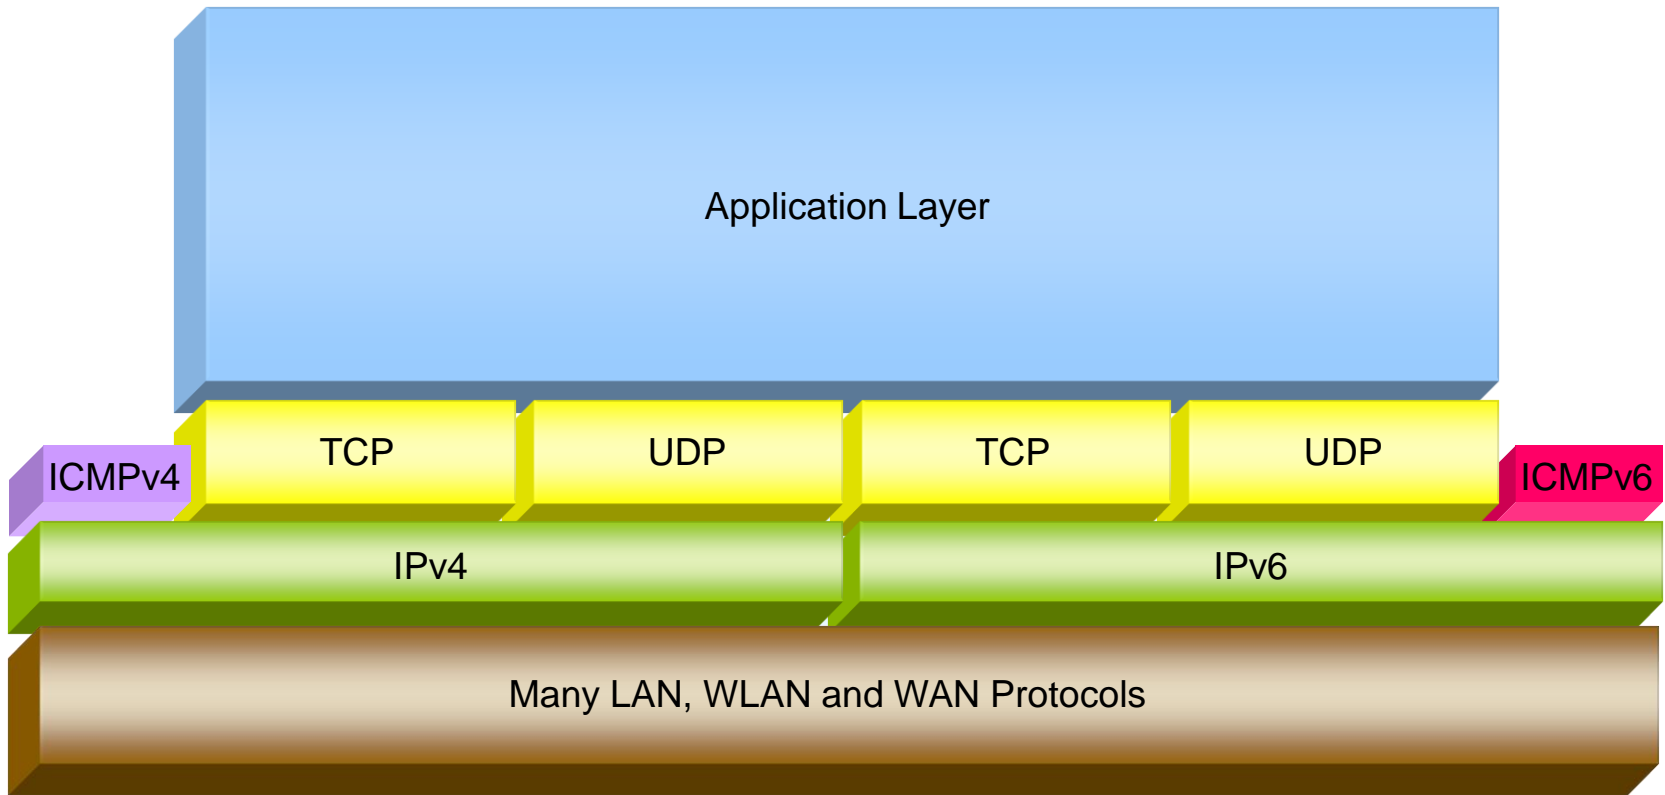 Application Layer
TCP
UDP
TCP
UDP
ICMPv4
ICMPv6
IPv4
IPv6
Many LAN, WLAN and WAN Protocols